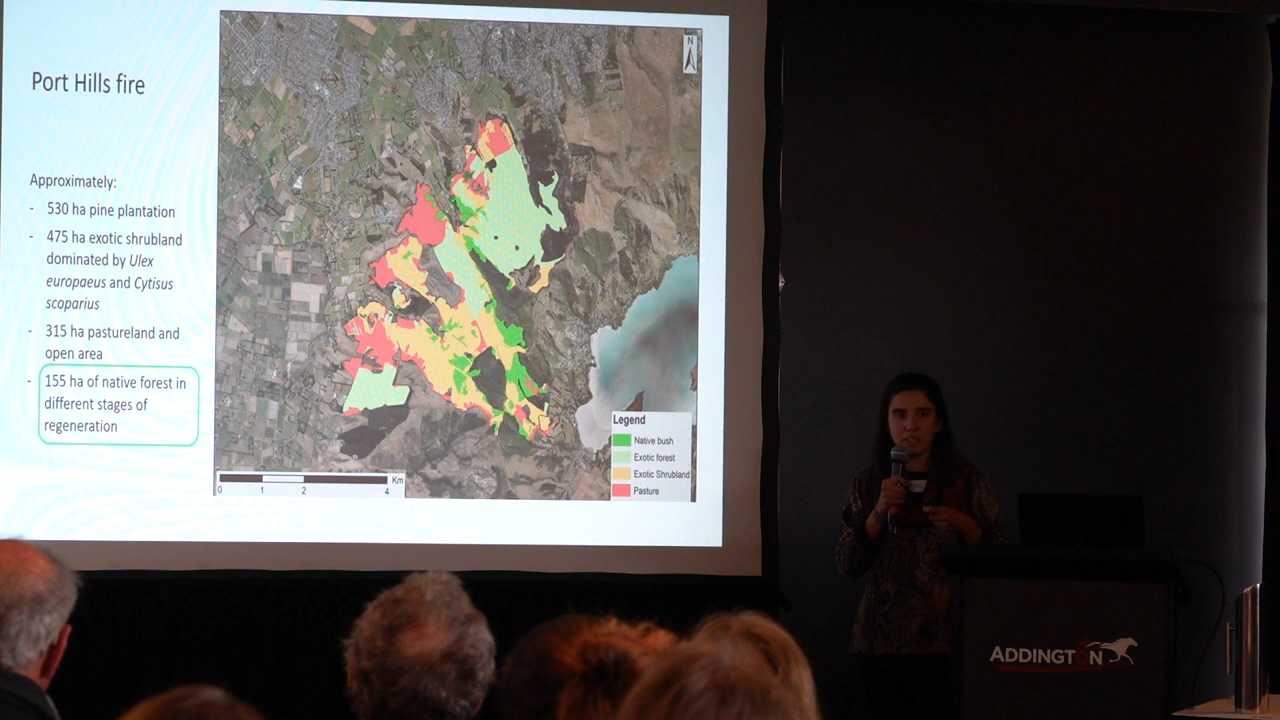 Port Hills fire
Approximately:
- 530 ha pine plantation
- 475 ha exotic shrubland
dominated by Ulex
europaeus and Cytisus
scoparius
- 315 ha pastureland and
open area
- 155 ha of native forest in
different stages of
regeneration
N
Legend
Native bush
Exotic forest
Exotic Shrubland
Pasture
Km
0 1 2 4
ADDINGTON